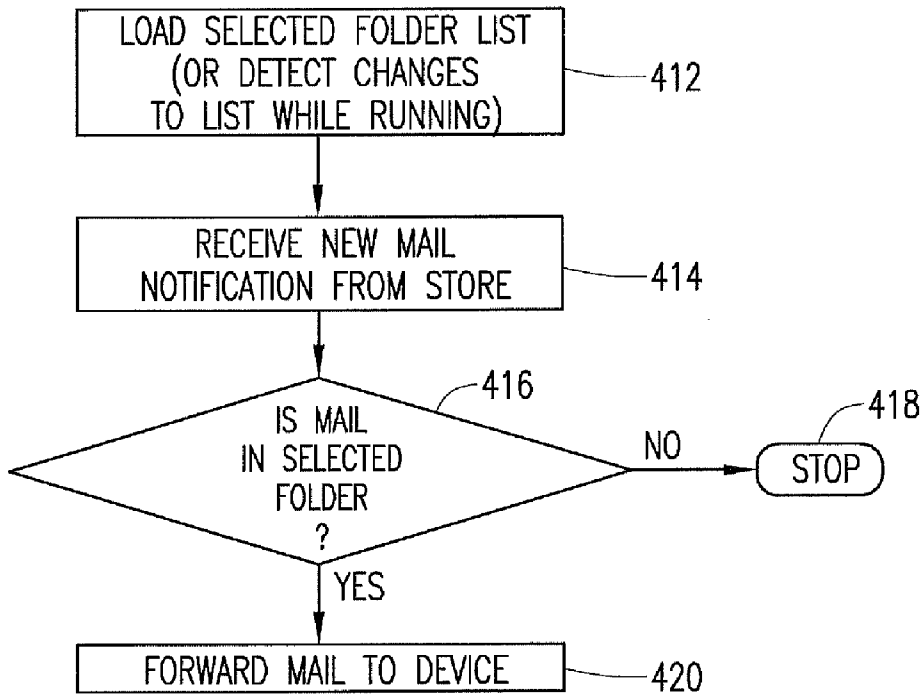 LOAD SELECTED FOLDER LIST
(OR DETECT CHANGES
TO LIST WHILE RUNNING)
412
RECEIVE NEW MAIL
NOTIFICATION FROM STORE
414
416
IS MAIL
IN SELECTED
FOLDER
?
NO
418
STOP
YES
FORWARD MAIL TO DEVICE
420